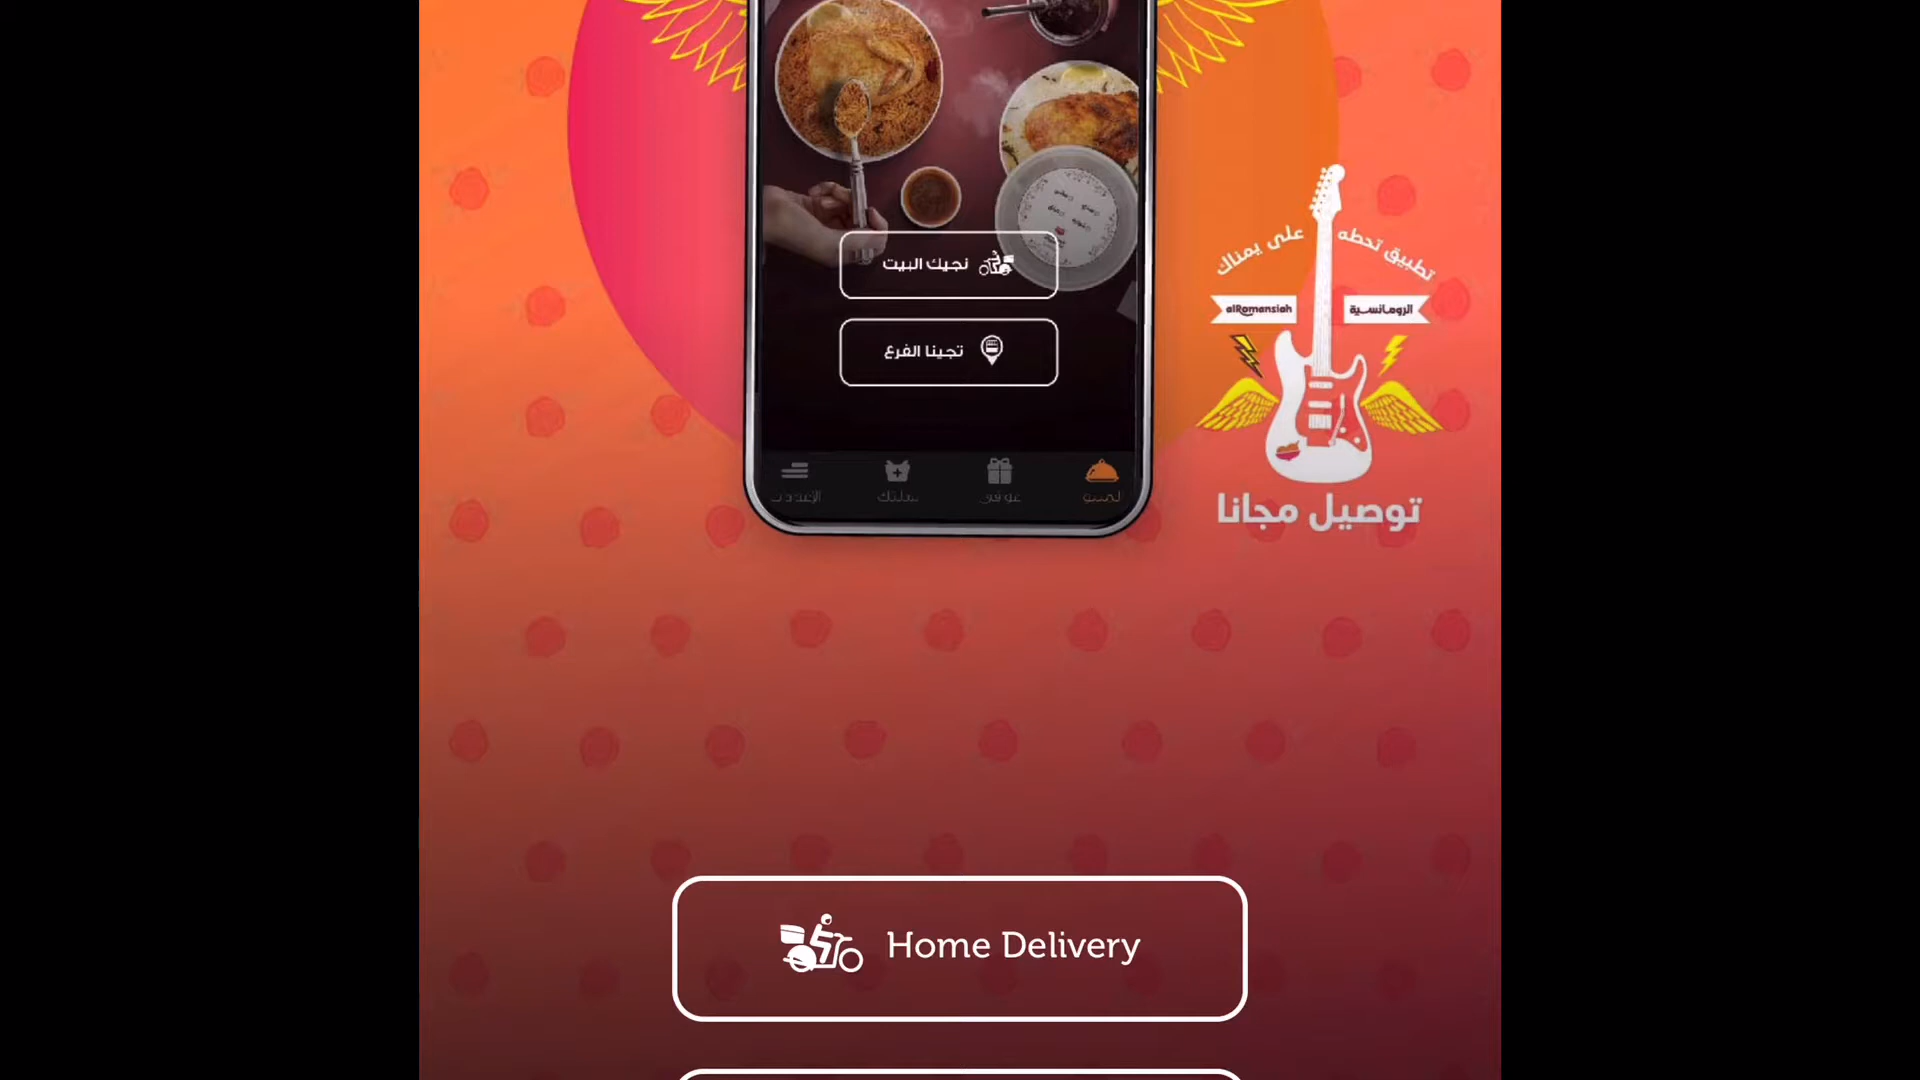 نجيك البيت
تجينا الفرع
تطبيق تحطه على يمناك
alRomansiah
الرومانسية
توصيل مجانا
Home Delivery